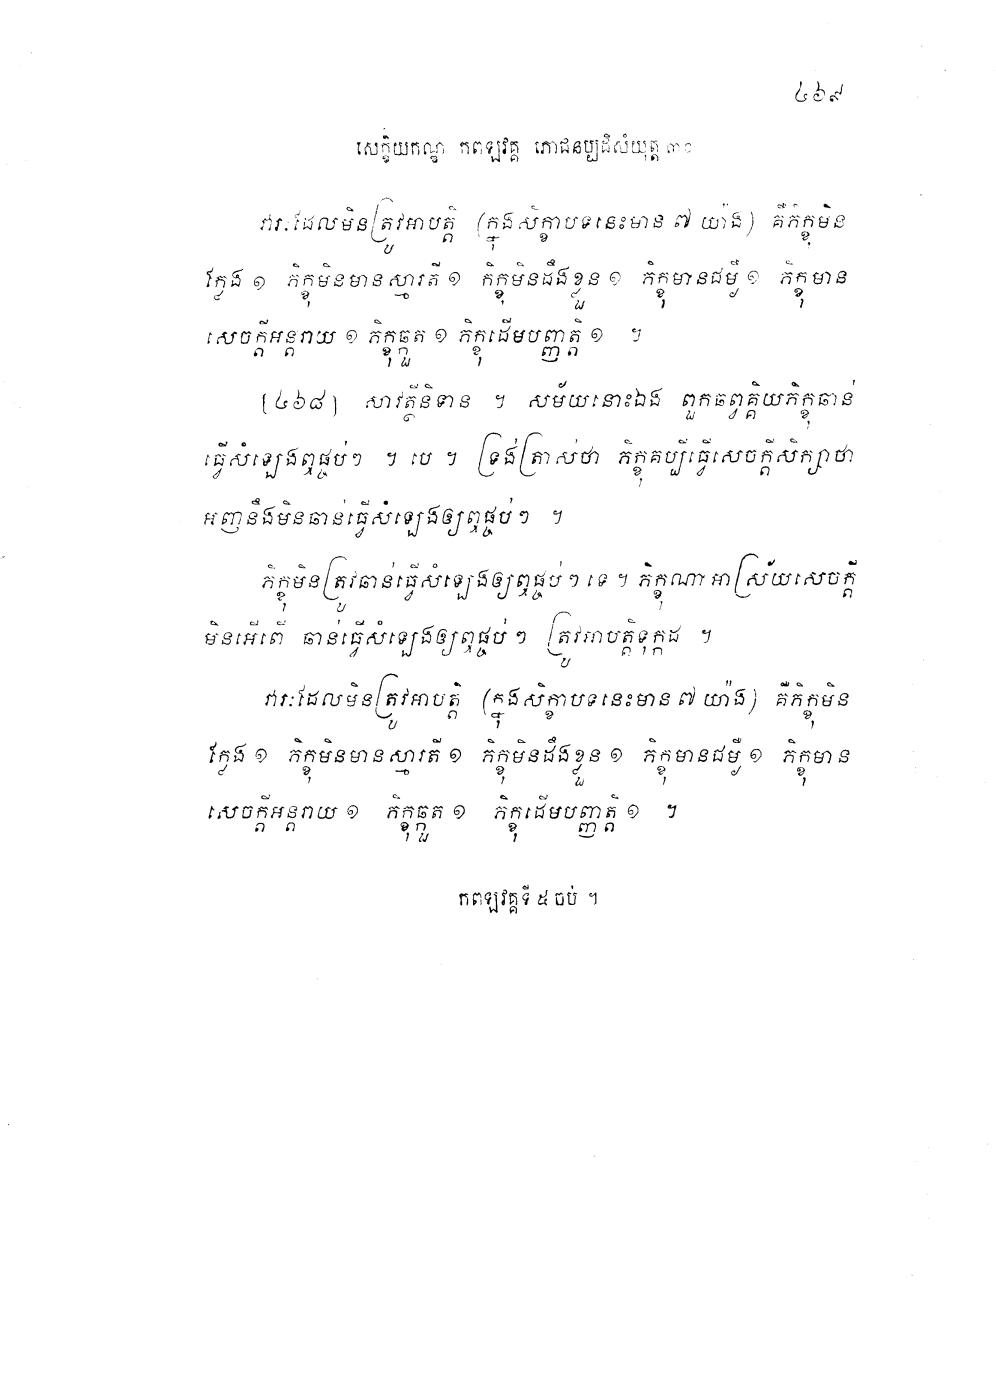 ៤៦៩
សេក្ខិយកណ្ឌ កពឡវគ្គ ភោជនប្បដិសំយុត្ត ៣០
វារៈដែលមិនត្រូវអាបត្តិ (ក្នុងសិក្ខាបទនេះមាន ៧ យ៉ាង) គឺភិក្ខុមិន
ក្លែង ១ ភិក្ខុមិនមានស្មារតី ១ ភិក្ខុមិនដឹងខ្លួន ១ ភិក្ខុមានជម្ងឺ ១ ភិក្ខុមាន
សេចក្តីអន្តរាយ ១ ភិក្ខុឆ្កួត ១ ភិក្ខុដើមបញ្ញត្តិ ១ ។
[៤៦៨] សាវត្ថីនិទាន ។ សម័យនោះឯង ពួកឆព្វគ្គិយភិក្ខុឆាន់
ធ្វើសំឡេងឮផ្ចប់ៗ ។ បេ ។ ទ្រង់ត្រាស់ថា ភិក្ខុគប្បីធ្វើសេចក្តីសិក្សាថា
អញនឹងមិនឆាន់ធ្វើសំឡេងឲ្យឮផ្ចប់ៗ ។
ភិក្ខុមិនត្រូវឆាន់ធ្វើសំឡេងឲ្យឮផ្ចប់ៗ ទេ ។ ភិក្ខុណាអាស្រ័យសេចក្តី
មិនអើពើ ឆាន់ធ្វើសំឡេងឲ្យឮផ្ចប់ៗ ត្រូវអាបត្តិទុក្កដ ។
វារៈដែលមិនត្រូវអាបត្តិ (ក្នុងសិក្ខាបទនេះមាន ៧ យ៉ាង) គឺភិក្ខុមិន
ក្លែង ១ ភិក្ខុមិនមានស្មារតី ១ ភិក្ខុមិនដឹងខ្លួន ១ ភិក្ខុមានជម្ងឺ ១ ភិក្ខុមាន
សេចក្តីអន្តរាយ ១ ភិក្ខុឆ្កួត ១ ភិក្ខុដើមបញ្ញត្តិ ១ ។
កពឡវគ្គទី ៥ ចប់ ។